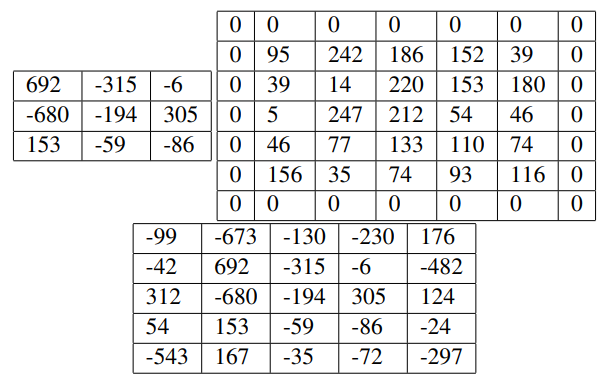 0 0 0 0 0 0 0
0 95 242 186 152 39 0
692 -315 -6 0 39 14 220 153 180 0
-680 -194 305 0 5 247 212 54 46 0
153 -59 -86 0 46 77 133 110 74 0
0 156 35 74 93 116 0
0 0 0 0 0 0 0
-99 -673 -130 -230 176
-42 692 -315 -6 -482
312 -680 -194 305 124
54 153 -59 -86 -24
-543 167 -35 -72 -297